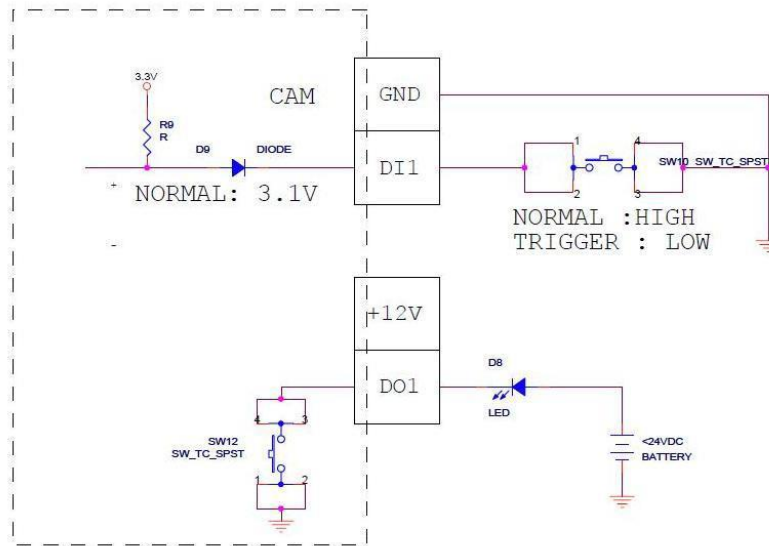 3.3V
R9
R
CAM
GND
D9
DIODE
DI1
NORMAL: 3.1V
+
-
1
4
2
3
SW10 SW_TC_SPST
NORMAL :HIGH
TRIGGER : LOW
+12V
DO1
D8
LED
4
3
SW12
SW_TC_SPST
1
2
<24VDC
BATTERY